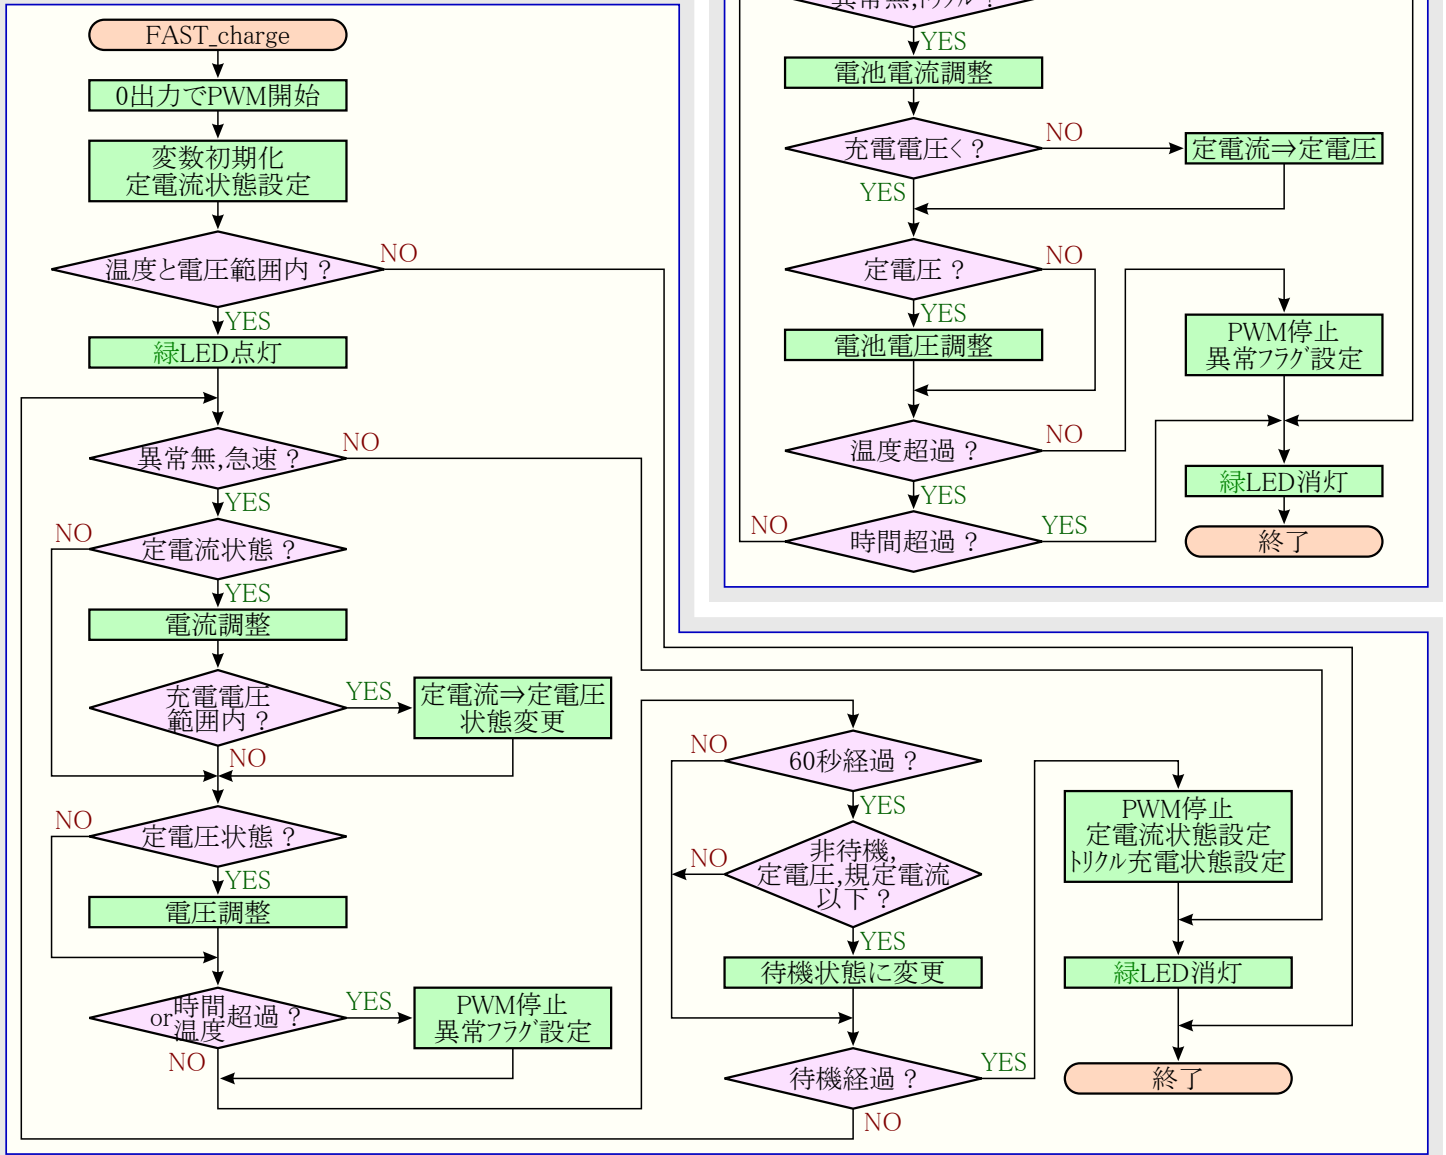 FAST_charge
0出力でPWM開始
変数初期化
定電流状態設定
温度と電圧範囲内 ?
NO
YES
緑LED点灯
異常無,急速 ?
NO
YES
定電流状態 ?
NO
YES
電流調整
充電電圧
範囲内 ?
YES
NO
定電流⇒定電圧
状態変更
定電圧状態 ?
NO
YES
電圧調整
時間
or 超過 ?
温度
YES
NO
PWM停止
異常フラグ設定
60秒経過 ?
NO
YES
非待機,
定電圧,規定電流
以下 ?
NO
YES
待機状態に変更
待機経過 ?
YES
NO
PWM停止
定電流状態設定
トリクル充電状態設定
緑LED消灯
終了
異常無,トリクル ?
YES
電池電流調整
充電電圧< ?
NO
YES
定電流⇒定電圧
定電圧 ?
NO
YES
電池電圧調整
温度超過 ?
NO
YES
時間超過 ?
NO
YES
PWM停止
異常フラグ設定
緑LED消灯
終了